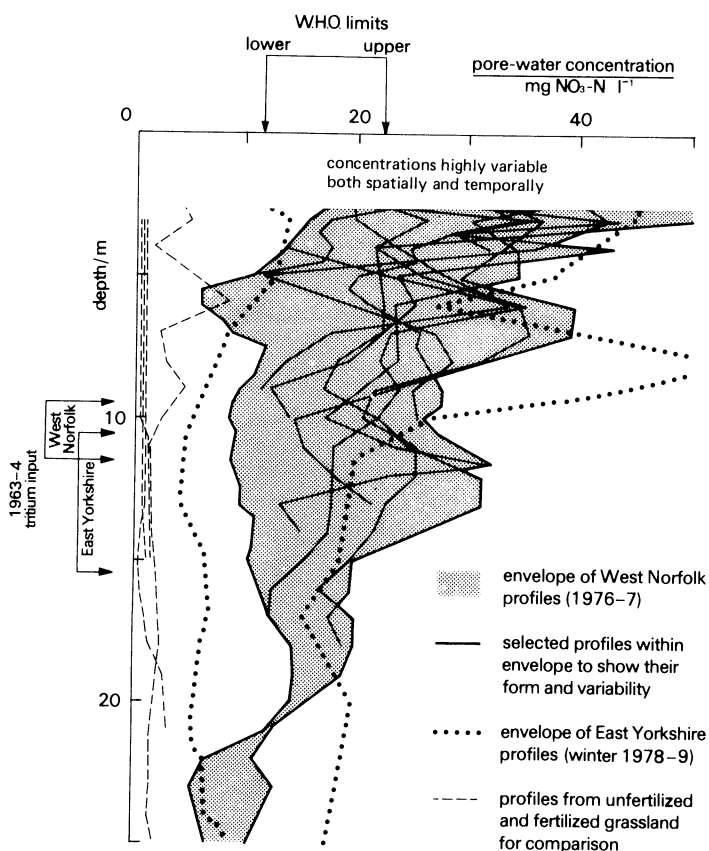 W.H.O. limits
lower upper
pore-water concentration
mg NO₃-N l⁻¹
0 20 40
concentrations highly variable
both spatially and temporally
depth/m
10
20
1963–4
tritium input
West
Norfolk
East Yorkshire
envelope of West Norfolk
profiles (1976–7)
selected profiles within
envelope to show their
form and variability
envelope of East Yorkshire
profiles (winter 1978–9)
profiles from unfertilized
and fertilized grassland
for comparison